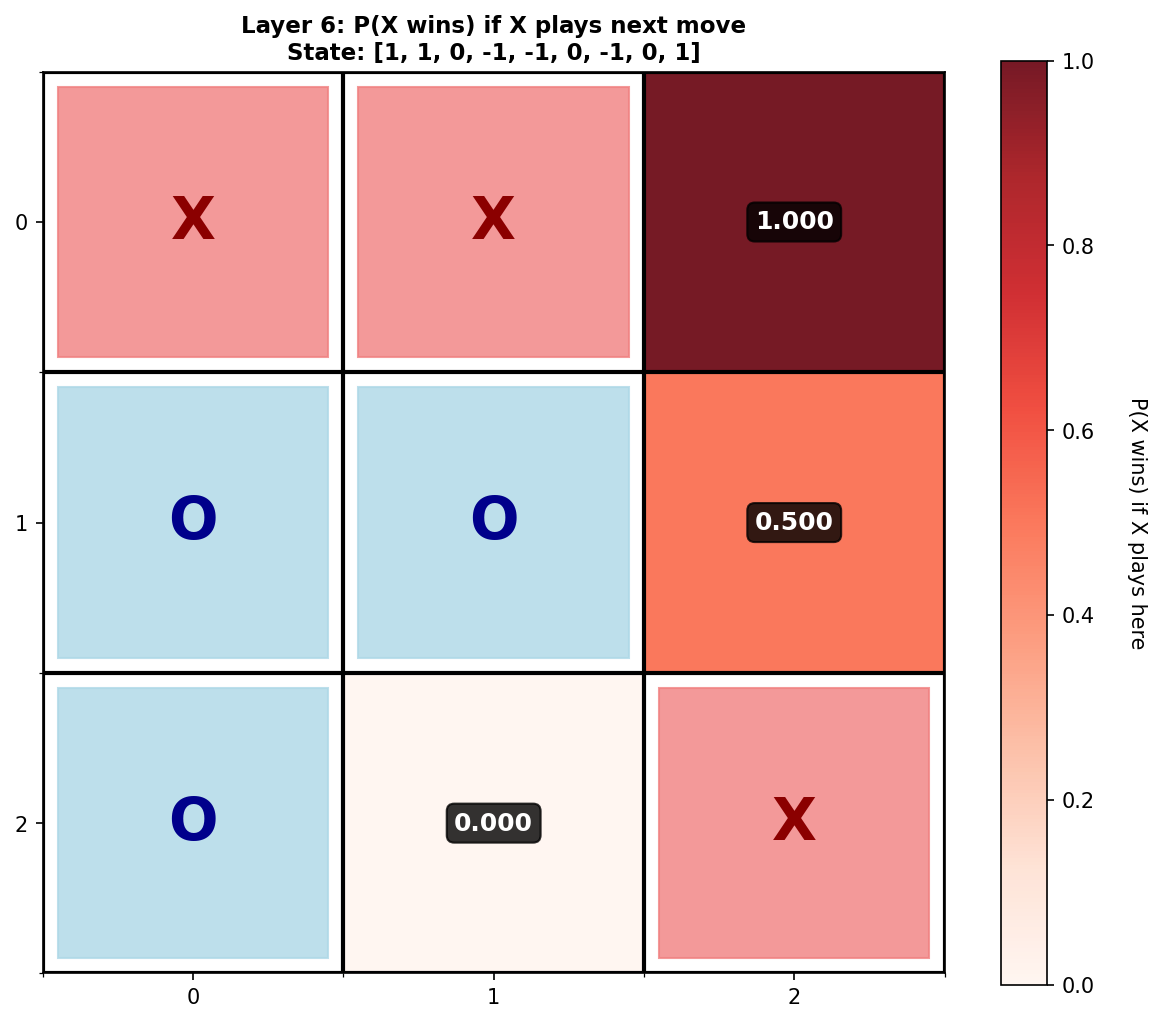 Layer 6: P(X wins) if X plays next move
State: [1, 1, 0, -1, -1, 0, -1, 0, 1]
0
X
X
1.000
1
O
O
0.500
2
O
0.000
X
0
1
2
1.0
0.8
0.6
0.4
0.2
0.0
P(X wins) if X plays here